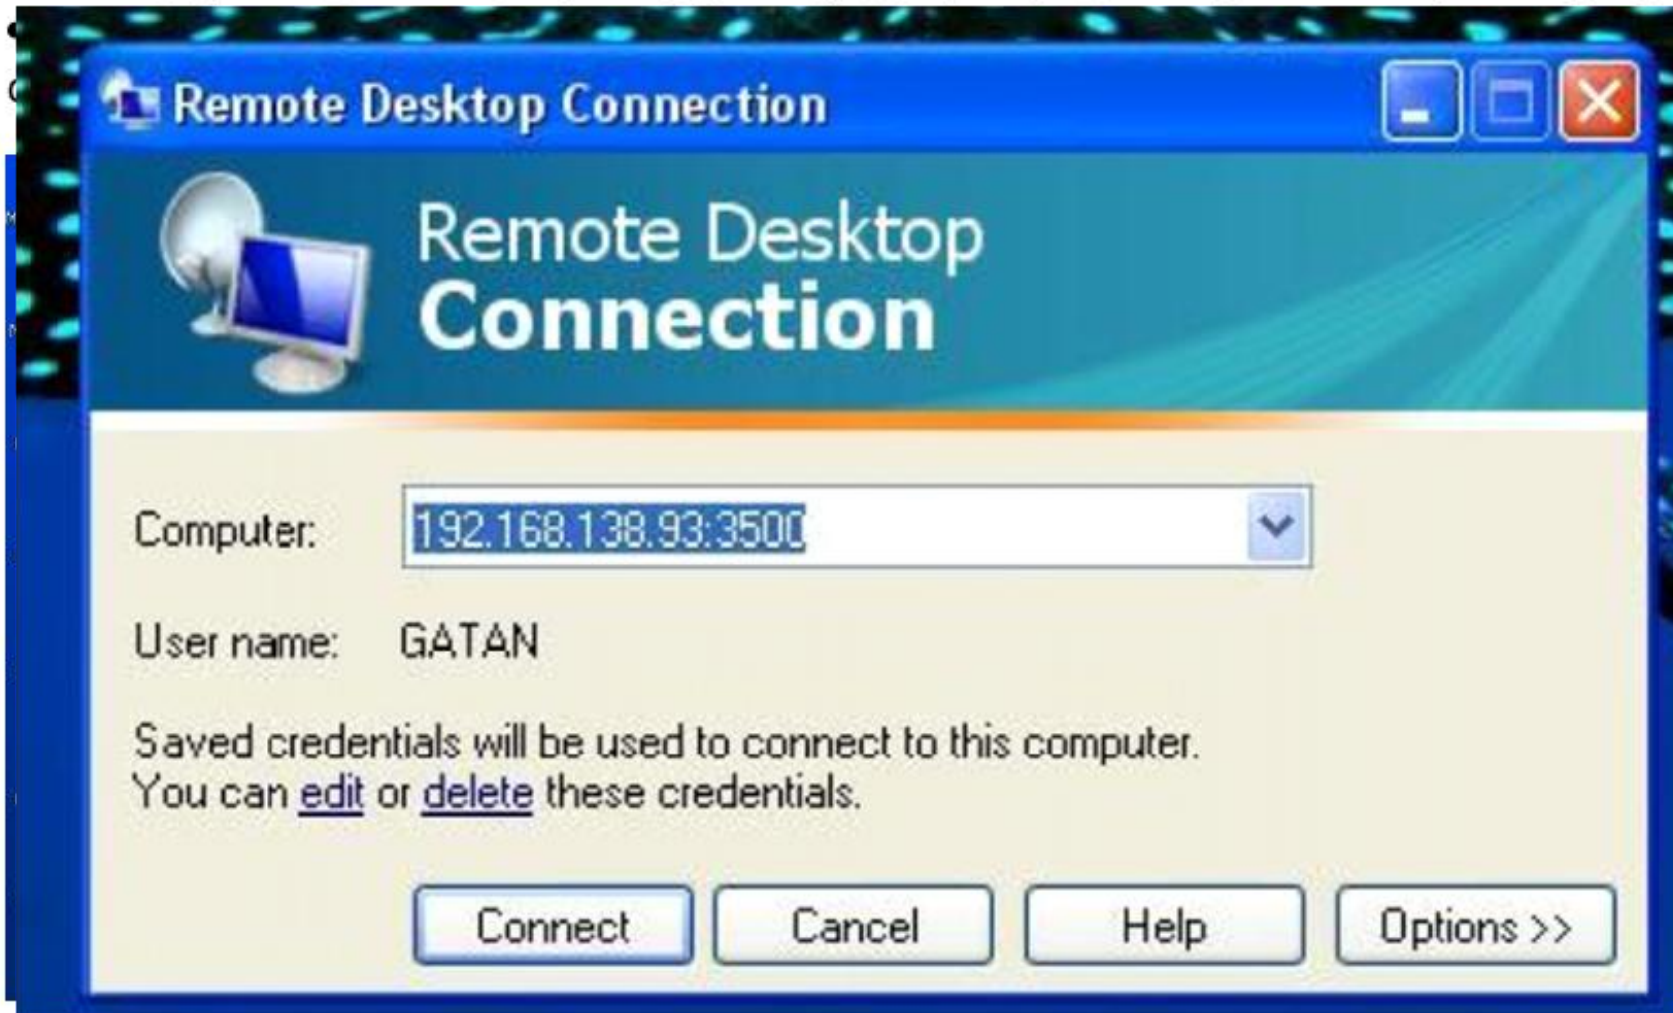 Remote Desktop Connection
Remote Desktop
Connection
Computer: 192.168.138.93:3500
User name: GATAN
Saved credentials will be used to connect to this computer.
You can edit or delete these credentials.
Connect Cancel Help Options >>